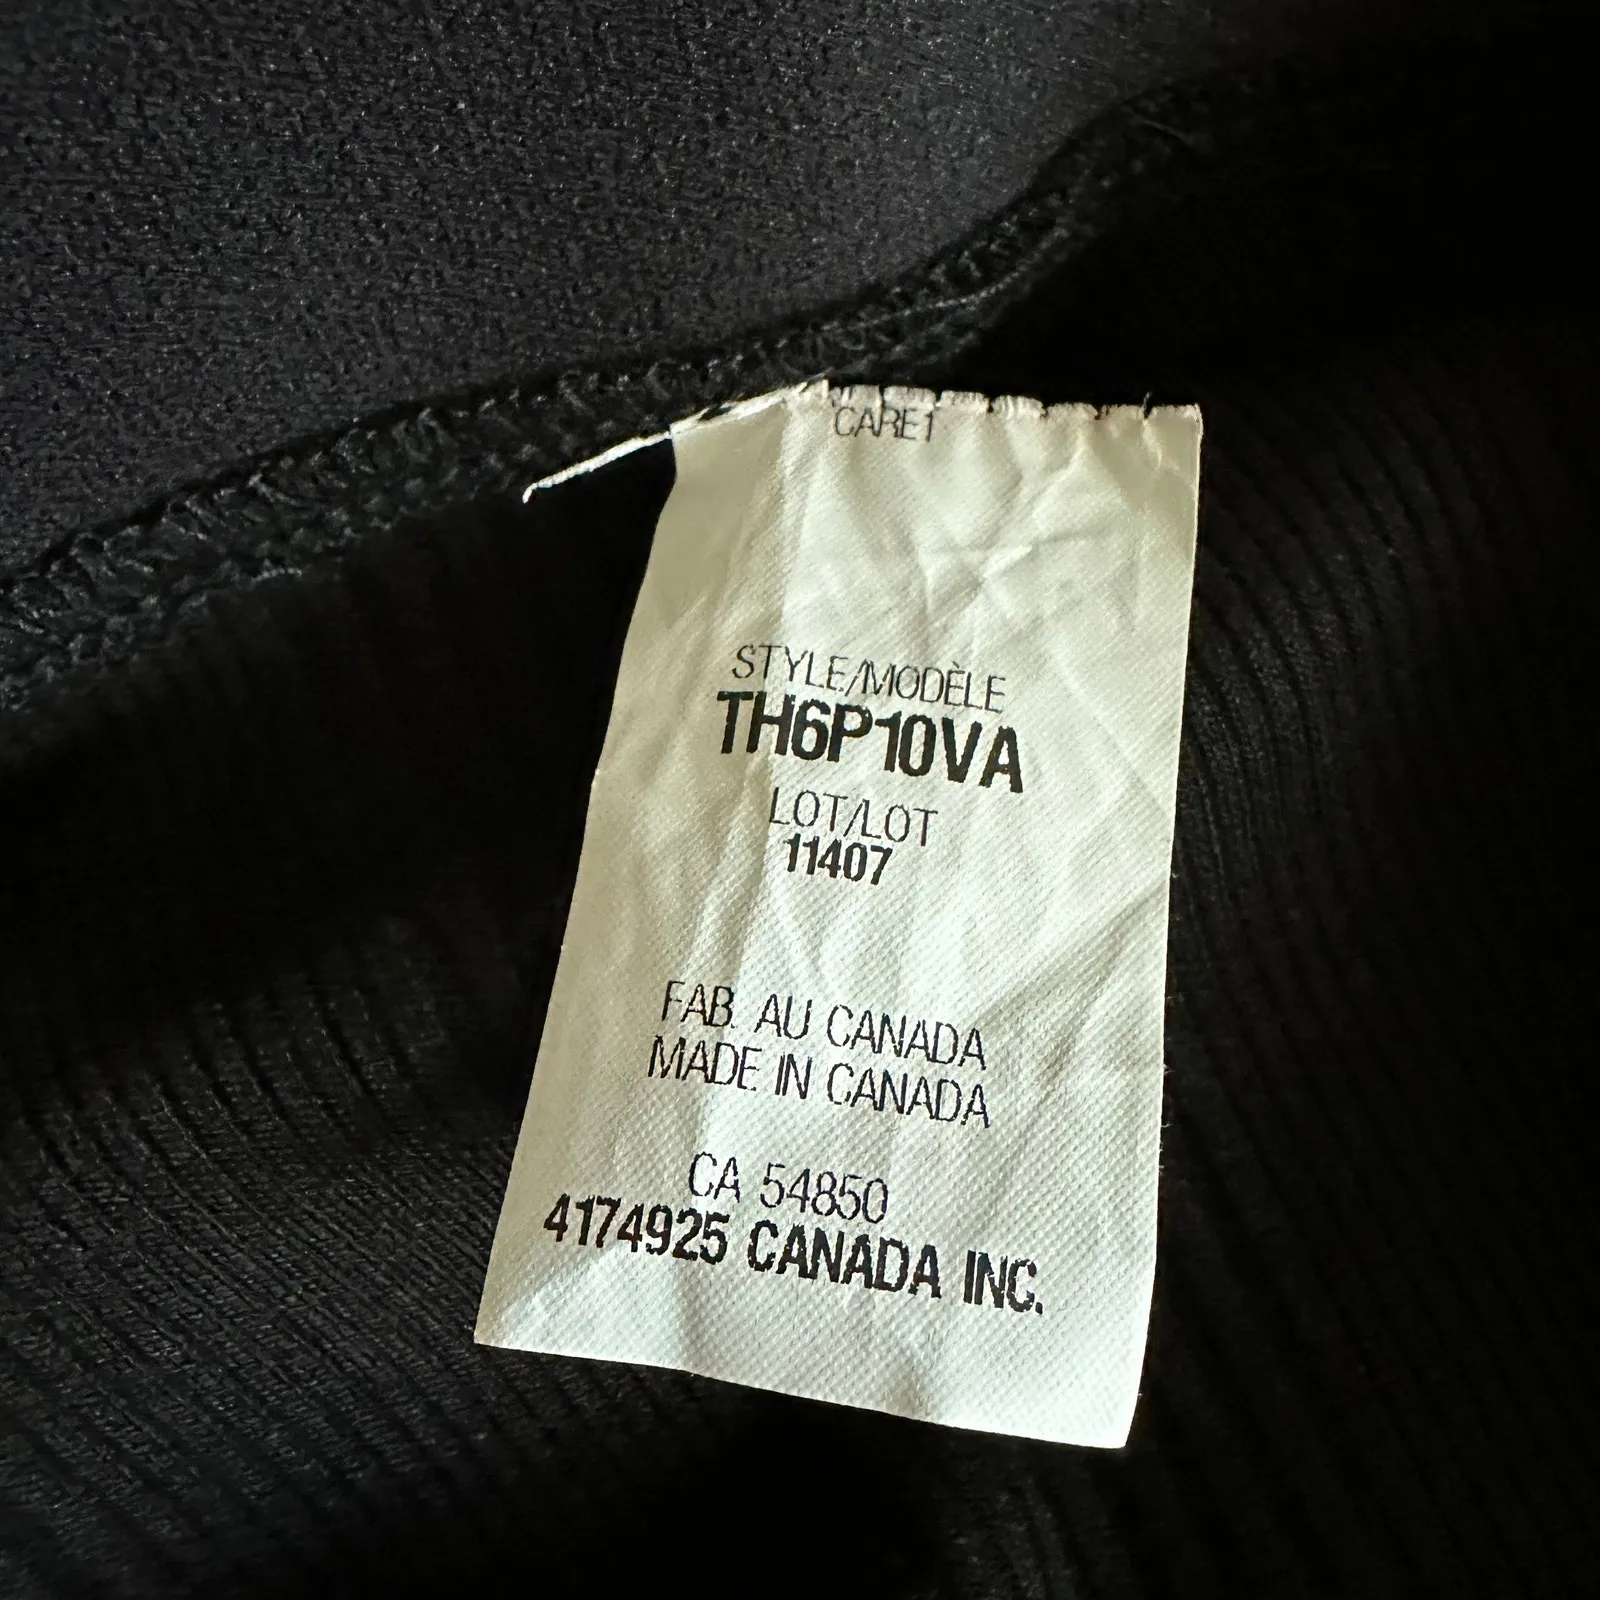 CARE1
STYLE/MODÈLE
TH6P10VA
LOT/LOT
11407
FAB. AU CANADA
MADE IN CANADA
CA 54850
4174925 CANADA INC.